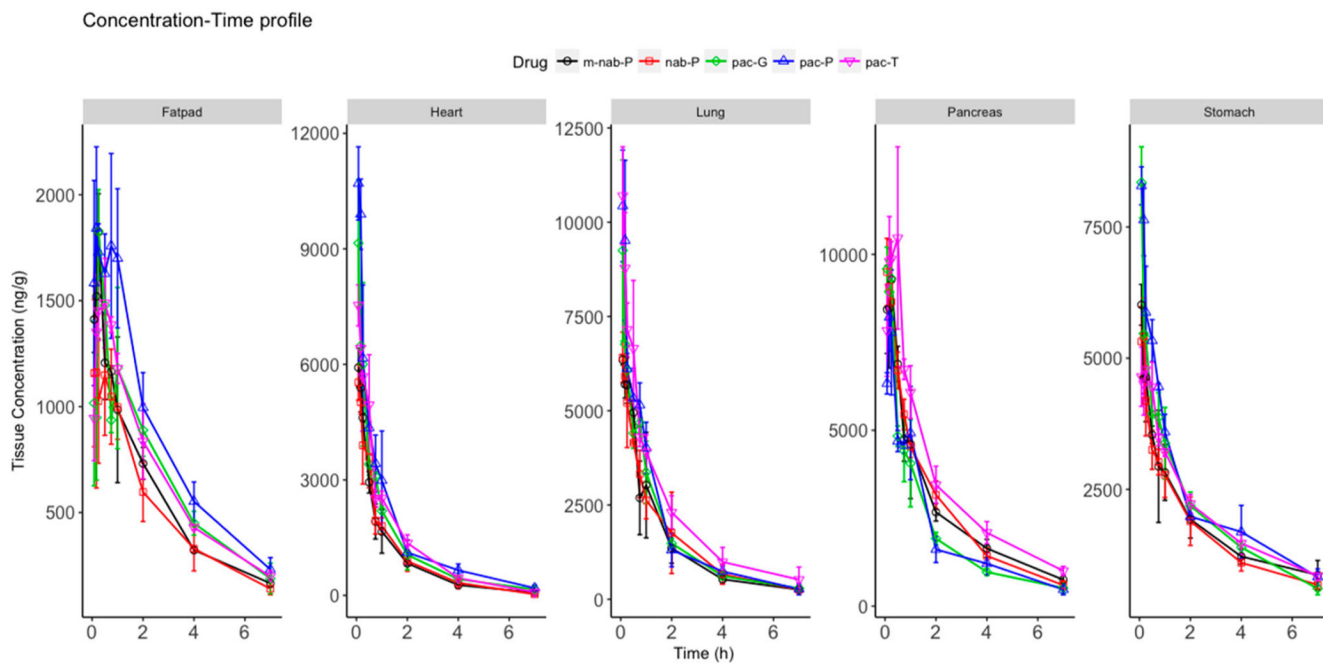 Concentration-Time profile
Drug m-nab-P nab-P pac-G pac-P pac-T
Fatpad Heart Lung Pancreas Stomach
Tissue Concentration (ng/g)
2000
1500
1000
500
0 2 4 6
12000
9000
6000
3000
0
0 2 4 6
12500
10000
7500
5000
2500
0
0 2 4 6
10000
5000
0
0 2 4 6
7500
5000
2500
0 2 4 6
Time (h)